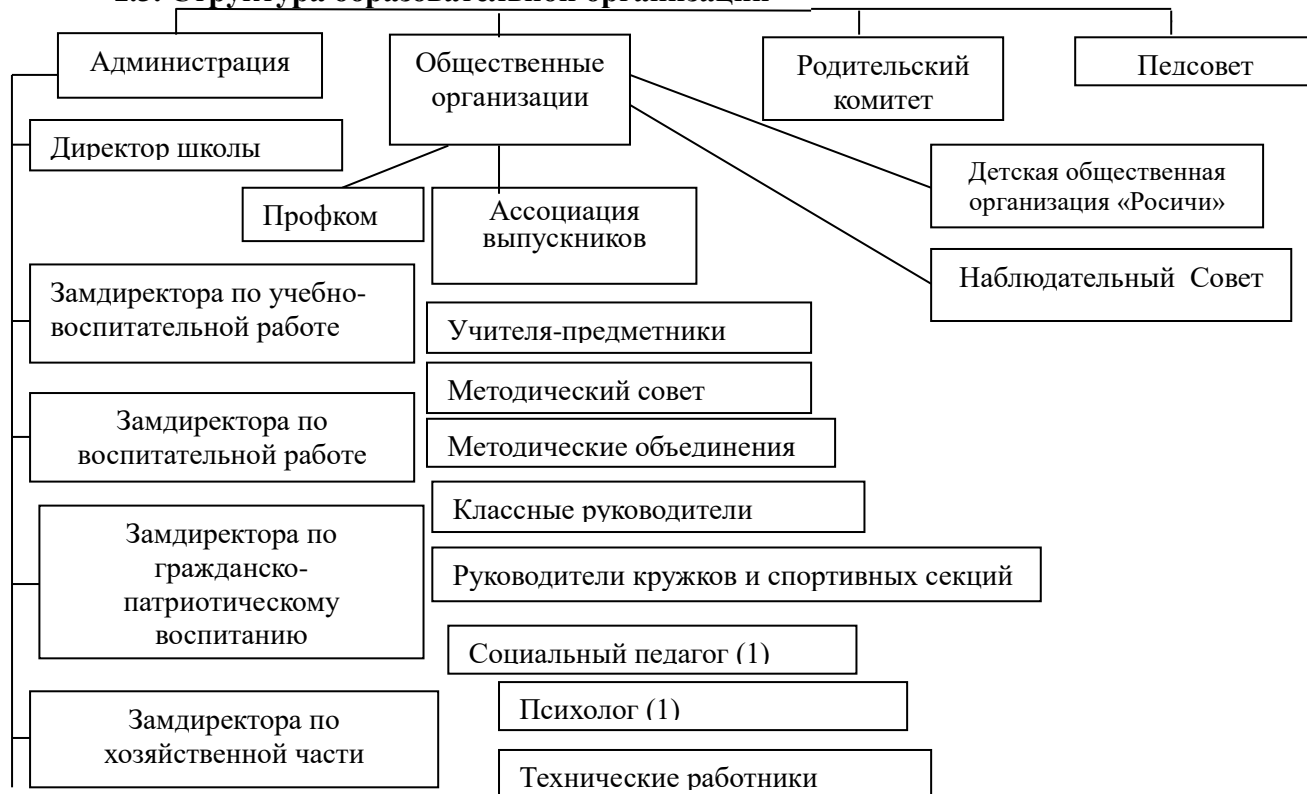 Администрация
Общественные
организации
Родительский
комитет
Педсовет
Директор школы
Детская общественная
организация «Росичи»
Профком
Ассоциация
выпускников
Наблюдательный Совет
Замдиректора по учебно-
воспитательной работе
Учителя-предметники
Методический совет
Замдиректора по
воспитательной работе
Методические объединения
Классные руководители
Замдиректора по
гражданско-
патриотическому
воспитанию
Руководители кружков и спортивных секций
Социальный педагог (1)
Психолог (1)
Замдиректора по
хозяйственной части
Технические работники